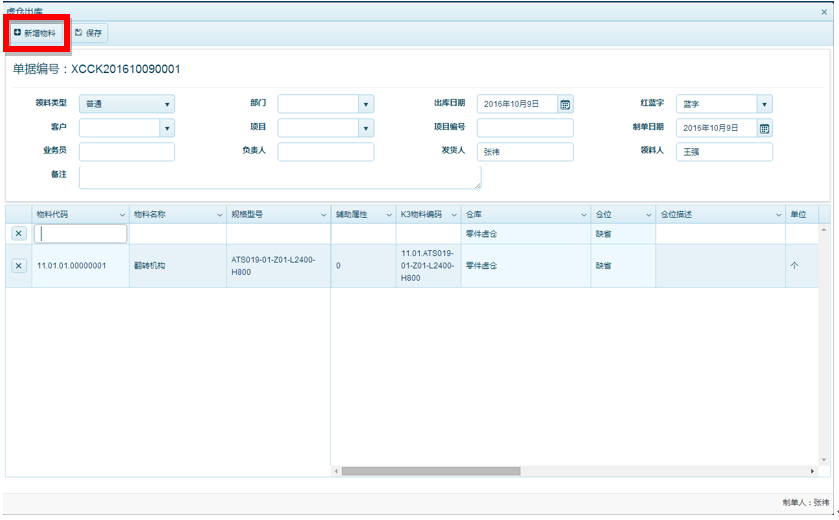 虚仓出库
新增物料 保存
单据编号：XCCK201610090001
领料类型 普通 部门 出库日期 2016年10月9日 红蓝字 蓝字
客户 项目 项目编号 制单日期 2016年10月9日
业务员 负责人 发货人 张祎 领料人 王强
备注
物料代码 物料名称 规格型号 辅助属性 K3物料编码 仓库 仓位 仓位描述 单位
零件虚仓 缺省
11.01.01.00000001 翻转机构 ATS019-01-Z01-L2400-H800 0 11.01.ATS019-01-Z01-L2400-H800 零件虚仓 缺省 个
制单人：张祎